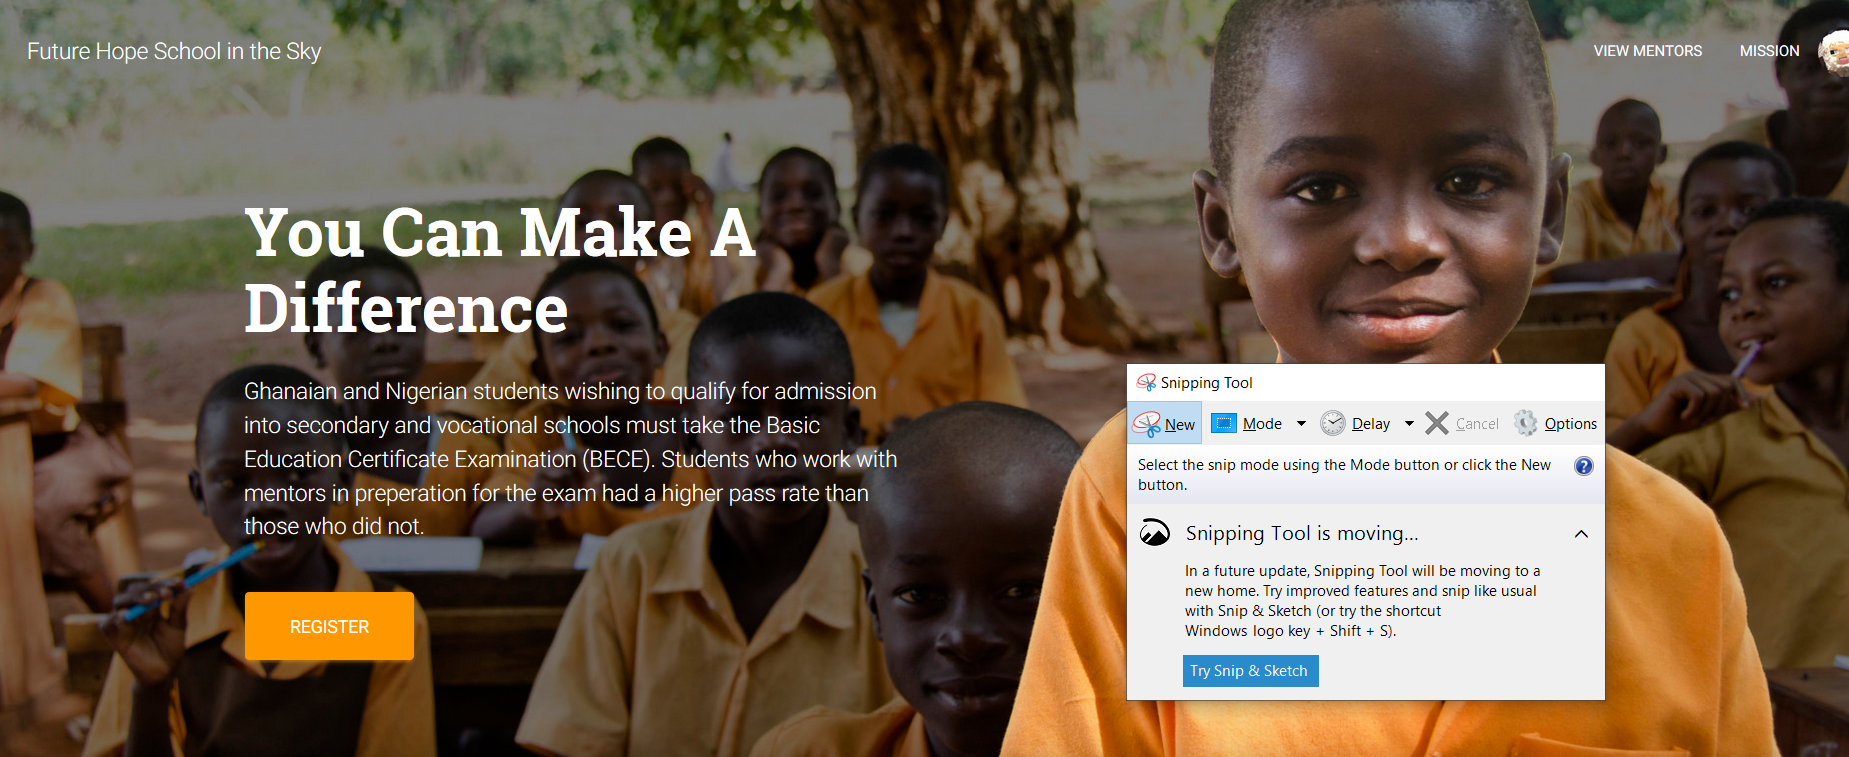 Future Hope School in the Sky
VIEW MENTORS
MISSION
You Can Make A
Difference
Ghanaian and Nigerian students wishing to qualify for admission
into secondary and vocational schools must take the Basic
Education Certificate Examination (BECE). Students who work with
mentors in preperation for the exam had a higher pass rate than
those who did not.
REGISTER
Snipping Tool
New
Mode
Delay
Cancel
Options
Select the snip mode using the Mode button or click the New
button.
?
Snipping Tool is moving...
In a future update, Snipping Tool will be moving to a
new home. Try improved features and snip like usual
with Snip & Sketch (or try the shortcut
Windows logo key + Shift + S).
Try Snip & Sketch